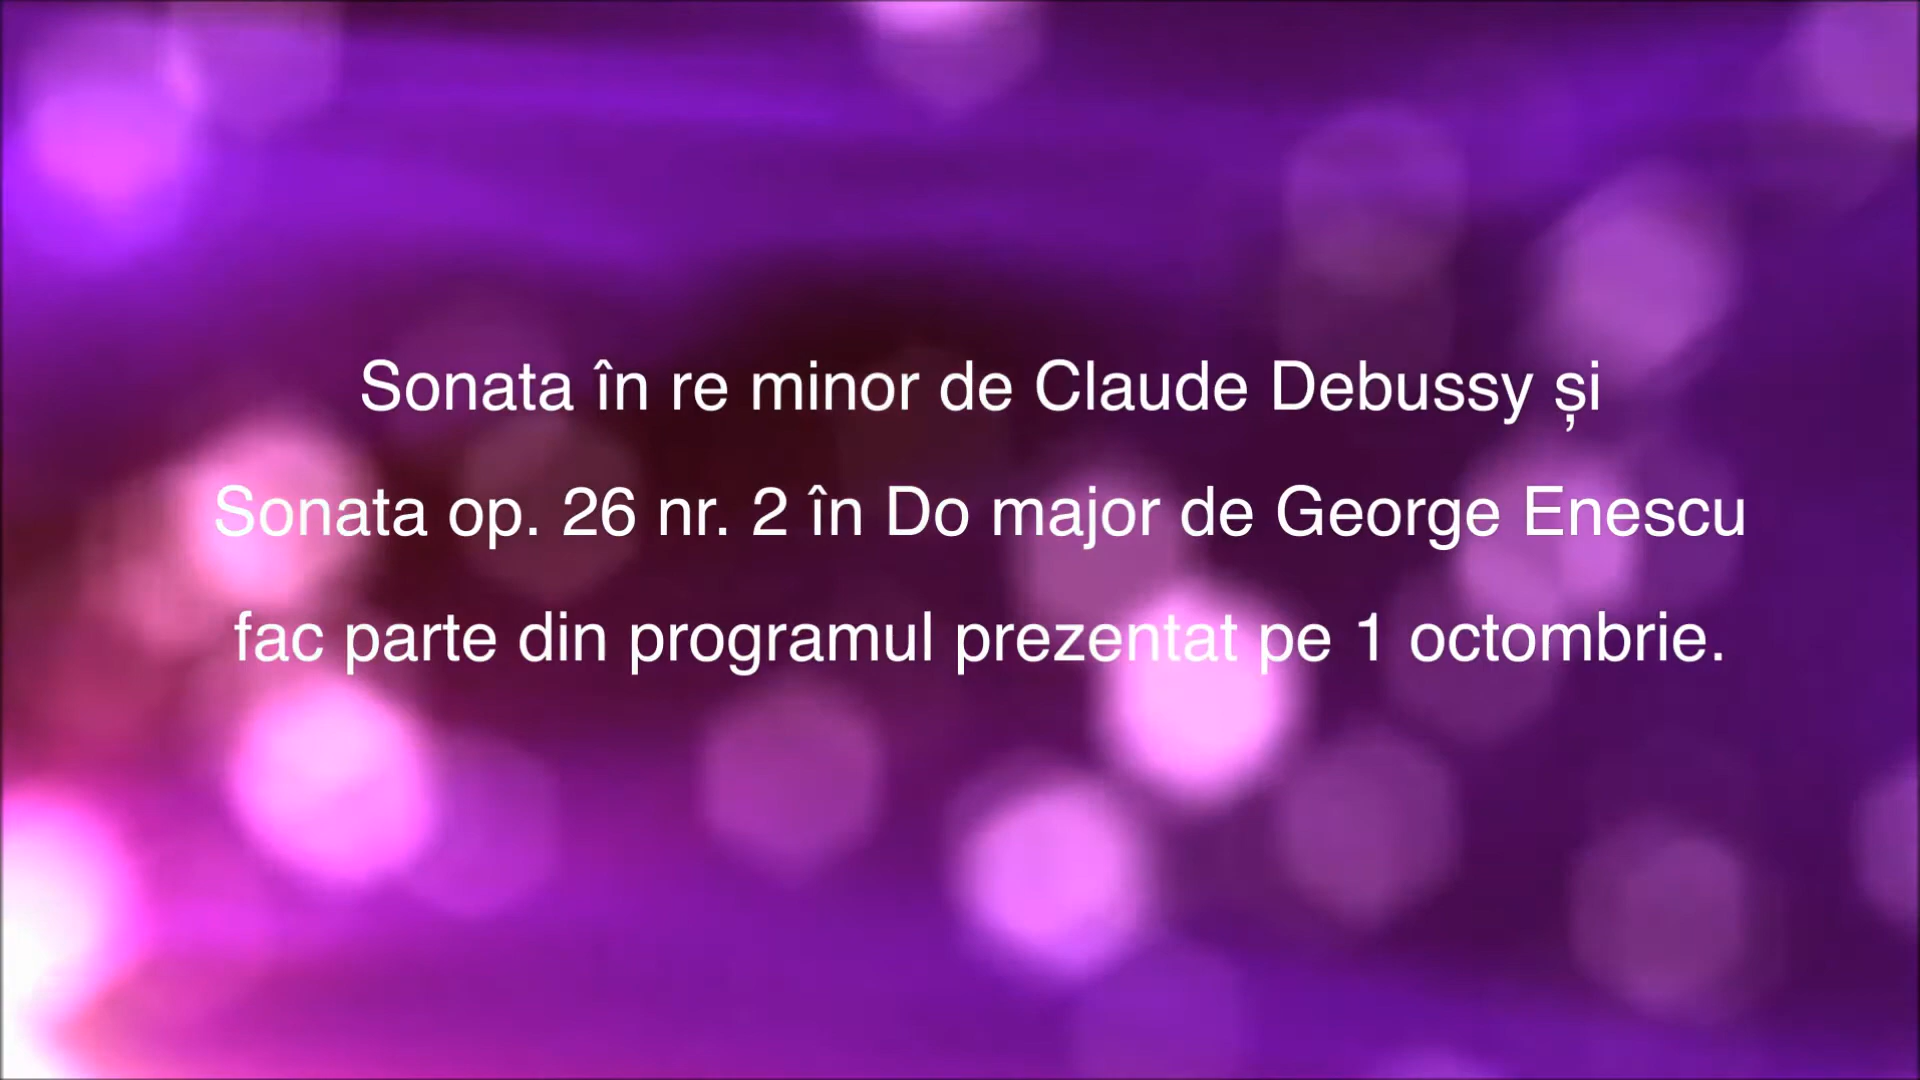 Sonata în re minor de Claude Debussy și
Sonata op. 26 nr. 2 în Do major de George Enescu
fac parte din programul prezentat pe 1 octombrie.